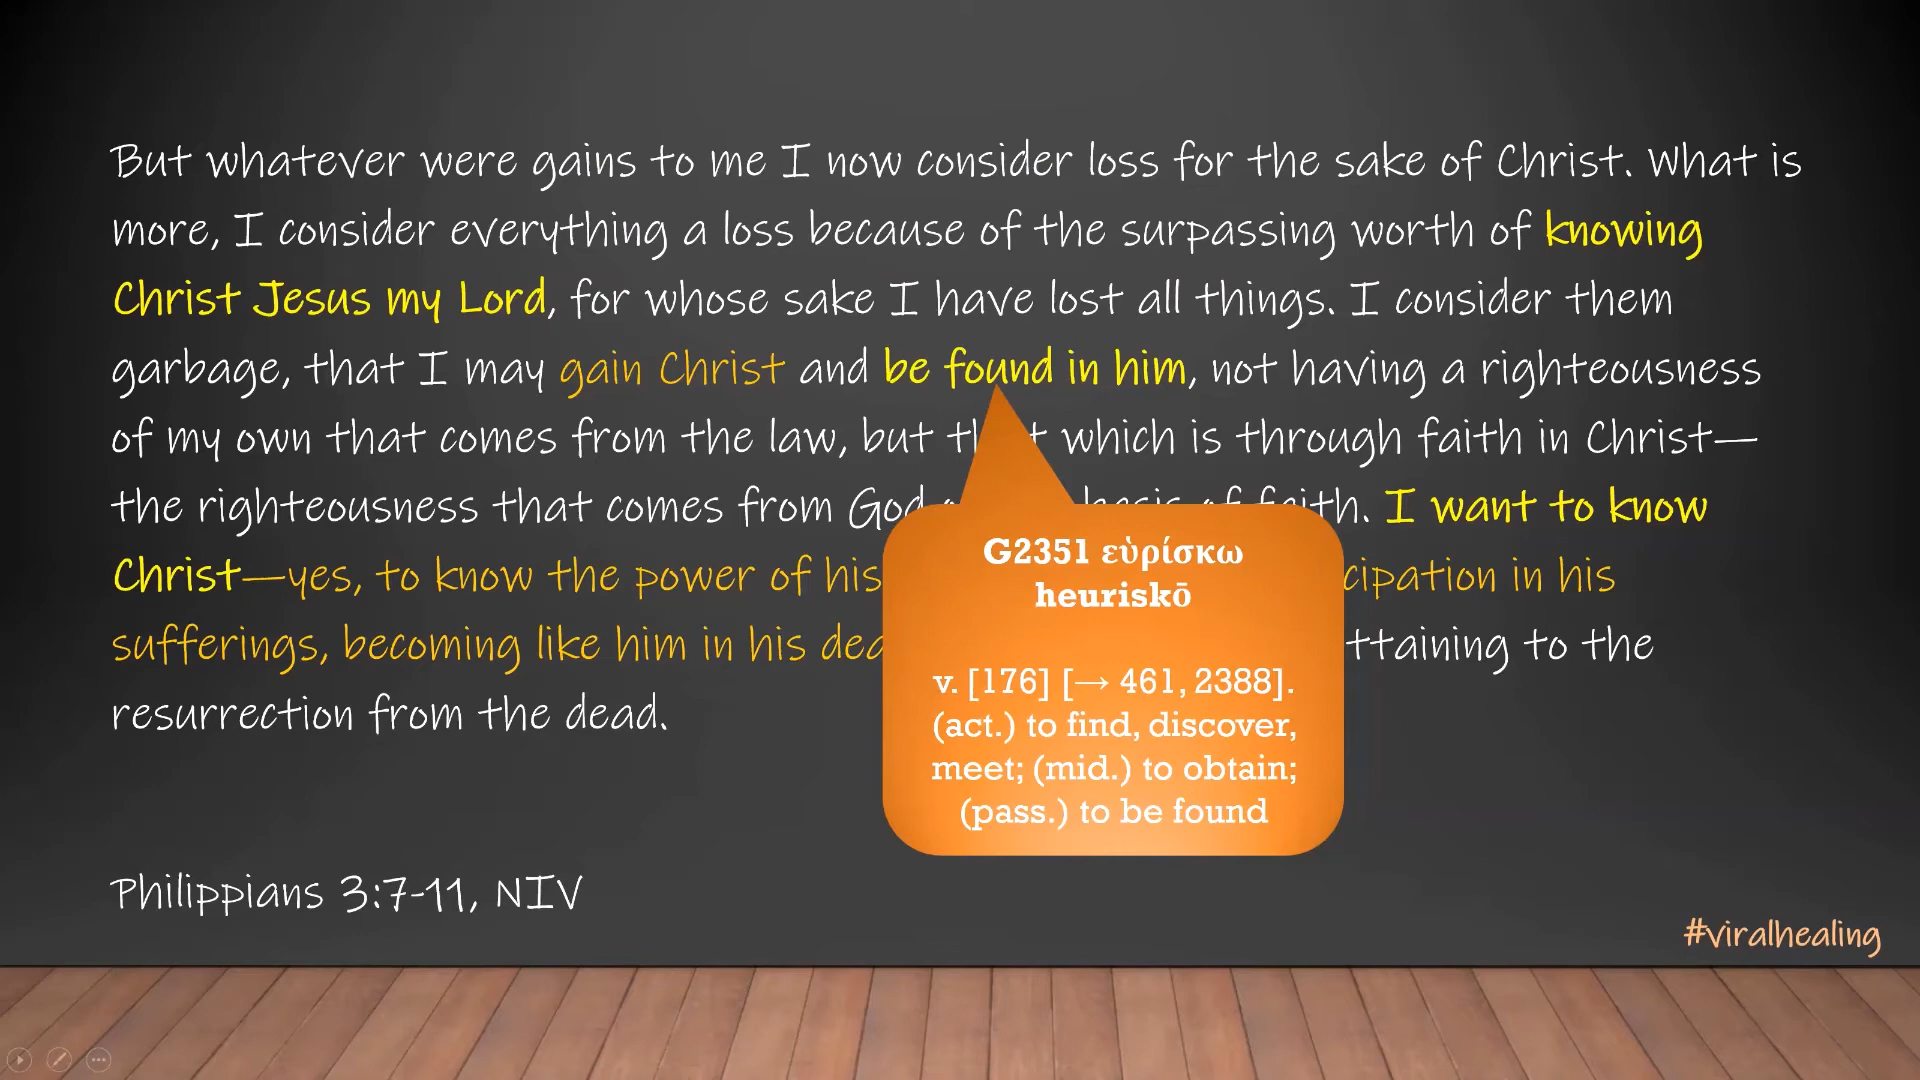 But whatever were gains to me I now consider loss for the sake of Christ. What is
more, I consider everything a loss because of the surpassing worth of knowing
Christ Jesus my Lord, for whose sake I have lost all things. I consider them
garbage, that I may gain Christ and be found in him, not having a righteousness
of my own that comes from the law, but which is through faith in Christ—
the righteousness that comes from God of faith. I want to know
Christ—yes, to know the power of his in his
sufferings, becoming like him in his to the
resurrection from the dead.
G2351 εὑρίσκω
heuriskō
v. [176] [→ 461, 2388].
(act.) to find, discover,
meet; (mid.) to obtain;
(pass.) to be found
Philippians 3:7-11, NIV
#viralhealing